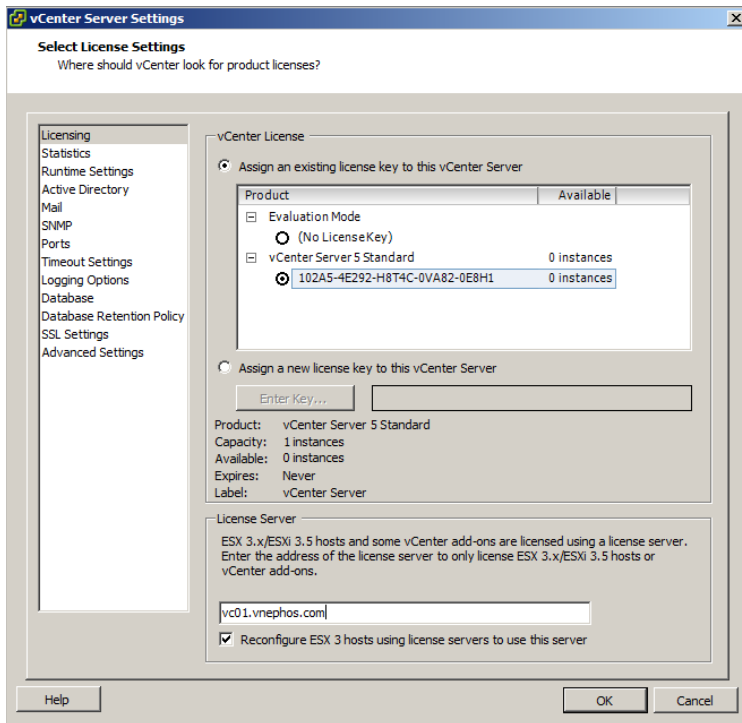 vCenter Server Settings
Select License Settings
Where should vCenter look for product licenses?
Licensing
Statistics
Runtime Settings
Active Directory
Mail
SNMP
Ports
Timeout Settings
Logging Options
Database
Database Retention Policy
SSL Settings
Advanced Settings
vCenter License
Assign an existing license key to this vCenter Server
Product Available
Evaluation Mode
(No License Key)
vCenter Server 5 Standard 0 instances
102A5-4E292-H8T4C-0VA82-0E8H1 0 instances
Assign a new license key to this vCenter Server
Enter Key...
Product: vCenter Server 5 Standard
Capacity: 1 instances
Available: 0 instances
Expires: Never
Label: vCenter Server
License Server
ESX 3.x/ESXi 3.5 hosts and some vCenter add-ons are licensed using a license server.
Enter the address of the license server to only license ESX 3.x/ESXi 3.5 hosts or
vCenter add-ons.
vc01.vnephos.com
Reconfigure ESX 3 hosts using license servers to use this server
Help
OK
Cancel